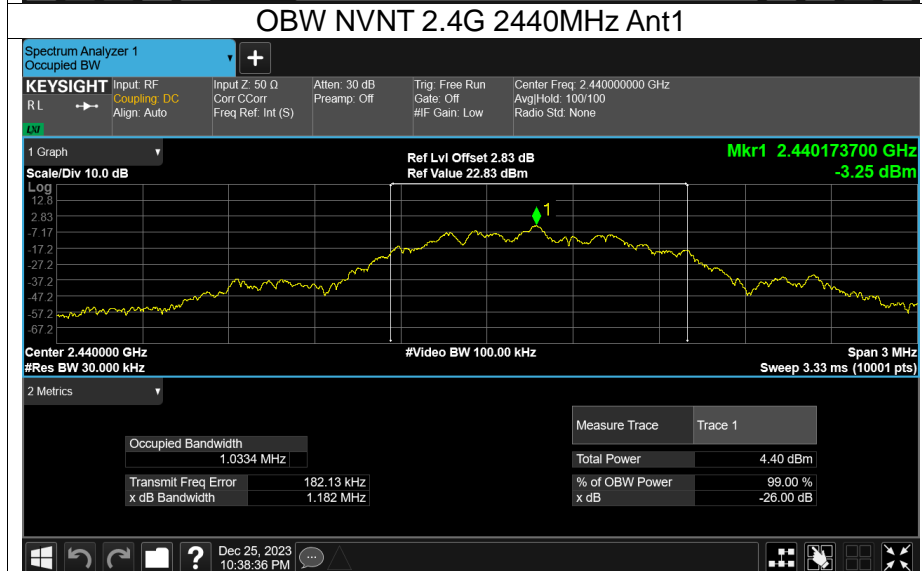 OBW NVNT 2.4G 2440MHz Ant1
Spectrum Analyzer 1
Occupied BW
+
KEYSIGHT Input: RF Input Z: 50 Ω Atten: 30 dB Trig: Free Run Center Freq: 2.440000000 GHz
RL Coupling: DC Corr CCorr Preamp: Off Gate: Off Avg|Hold: 100/100
Align: Auto Freq Ref: Int (S) #IF Gain: Low Radio Std: None
LXI
1 Graph Ref Lvl Offset 2.83 dB Mkr1 2.440173700 GHz
Scale/Div 10.0 dB Ref Value 22.83 dBm -3.25 dBm
Log
12.8
1
2.83
-7.17
-17.2
-27.2
-37.2
-47.2
-57.2
-67.2
Center 2.440000 GHz #Video BW 100.00 kHz Span 3 MHz
#Res BW 30.000 kHz Sweep 3.33 ms (10001 pts)
2 Metrics
Measure Trace Trace 1
Occupied Bandwidth
1.0334 MHz Total Power 4.40 dBm
Transmit Freq Error 182.13 kHz % of OBW Power 99.00 %
x dB Bandwidth 1.182 MHz x dB -26.00 dB
? Dec 25, 2023
10:38:36 PM